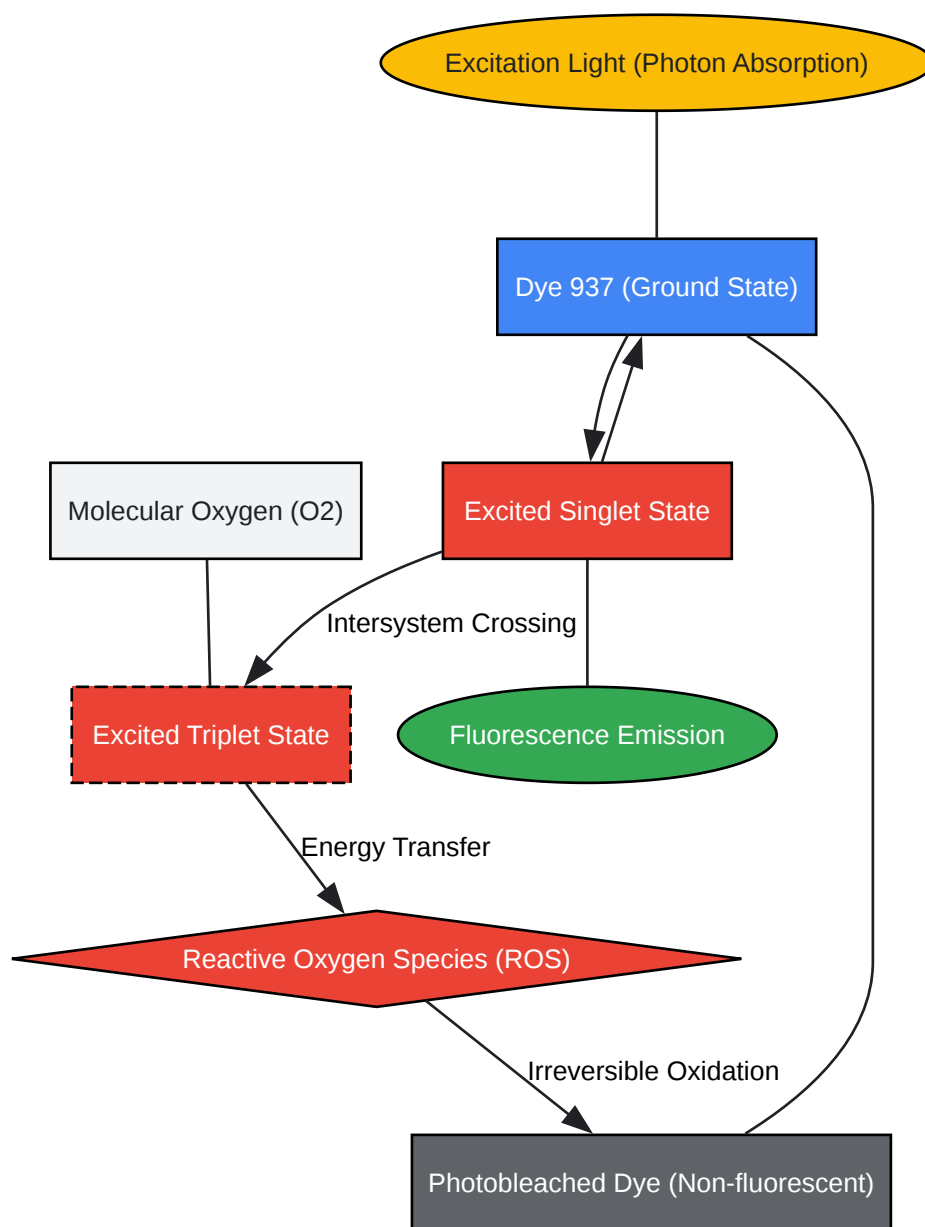 Excitation Light (Photon Absorption)
Dye 937 (Ground State)
Molecular Oxygen (O2)
Excited Singlet State
Intersystem Crossing
Excited Triplet State
Fluorescence Emission
Energy Transfer
Reactive Oxygen Species (ROS)
Irreversible Oxidation
Photobleached Dye (Non-fluorescent)